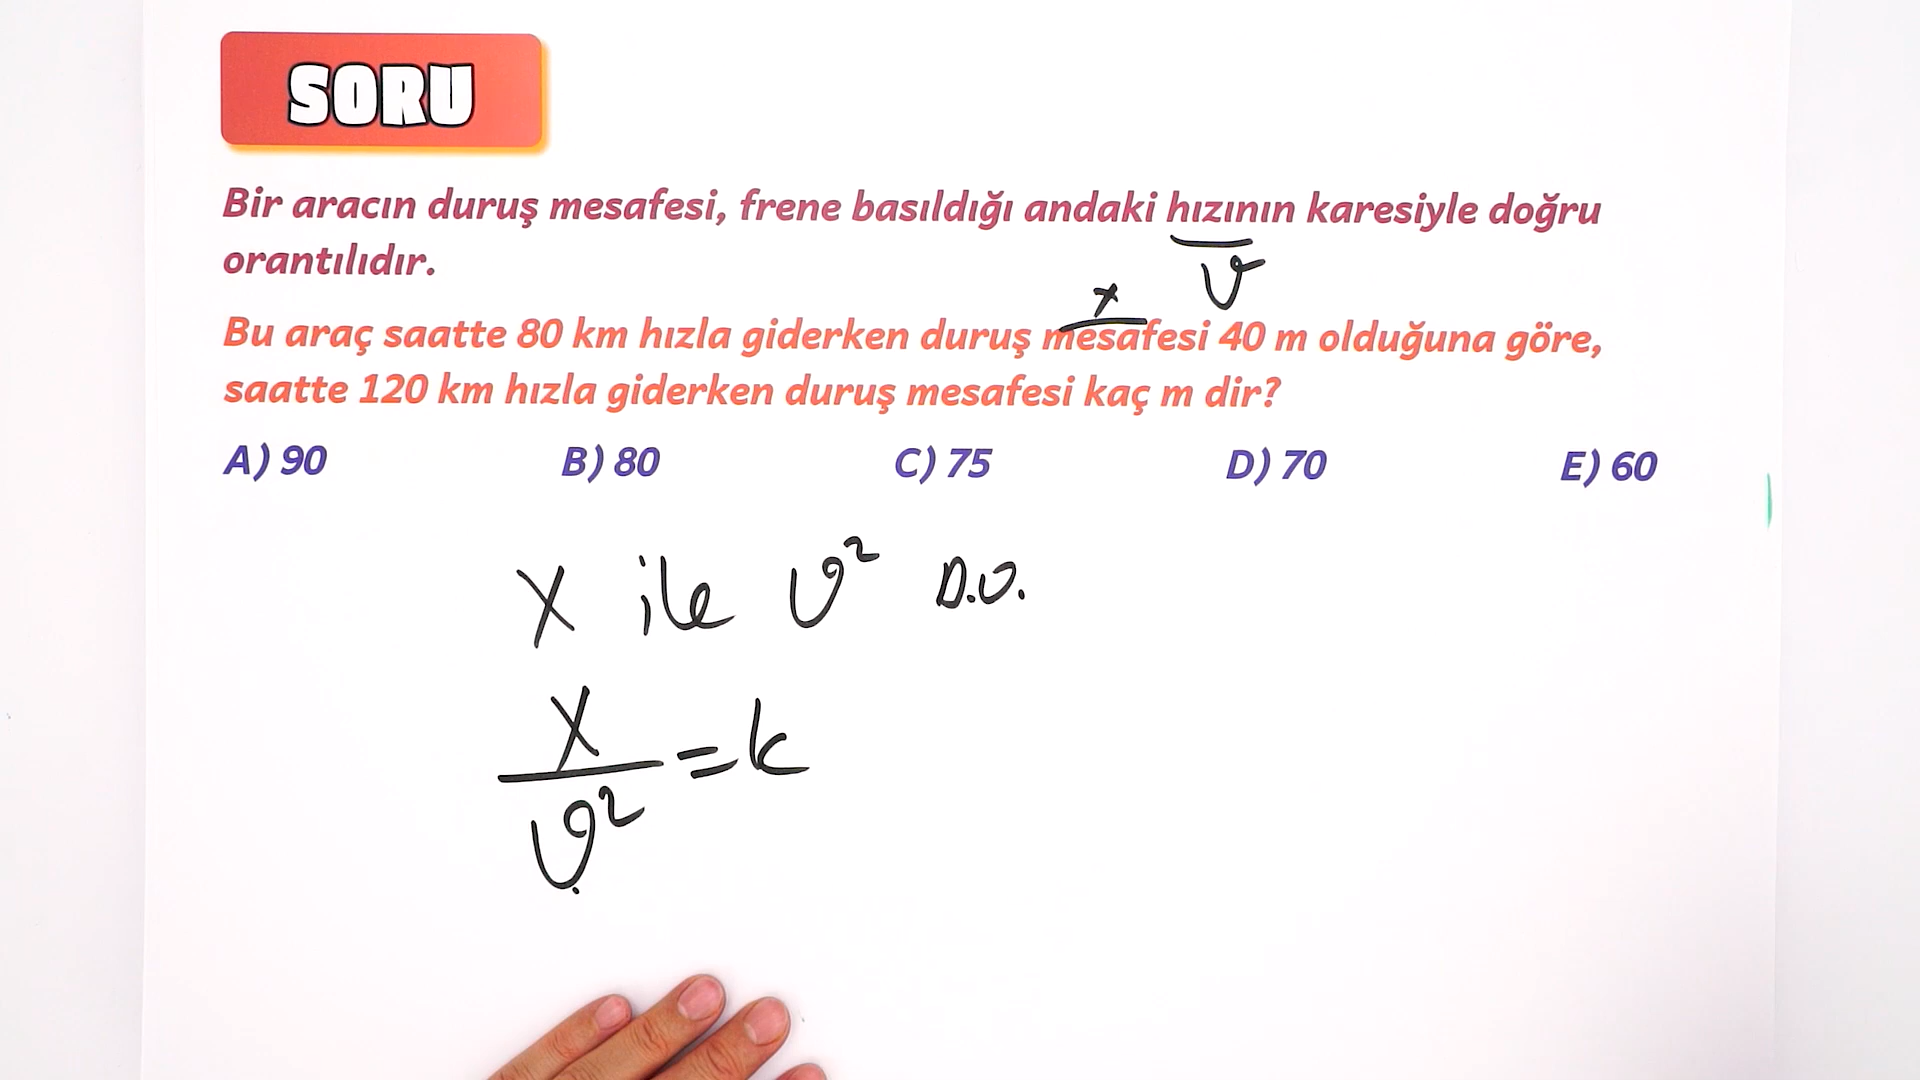 SORU
Bir aracın duruş mesafesi, frene basıldığı andaki hızının karesiyle doğru
orantılıdır.
v
x
Bu araç saatte 80 km hızla giderken duruş mesafesi 40 m olduğuna göre,
saatte 120 km hızla giderken duruş mesafesi kaç m dir?
A) 90 B) 80 C) 75 D) 70 E) 60
x ile v² D.O.
x
— = k
v²